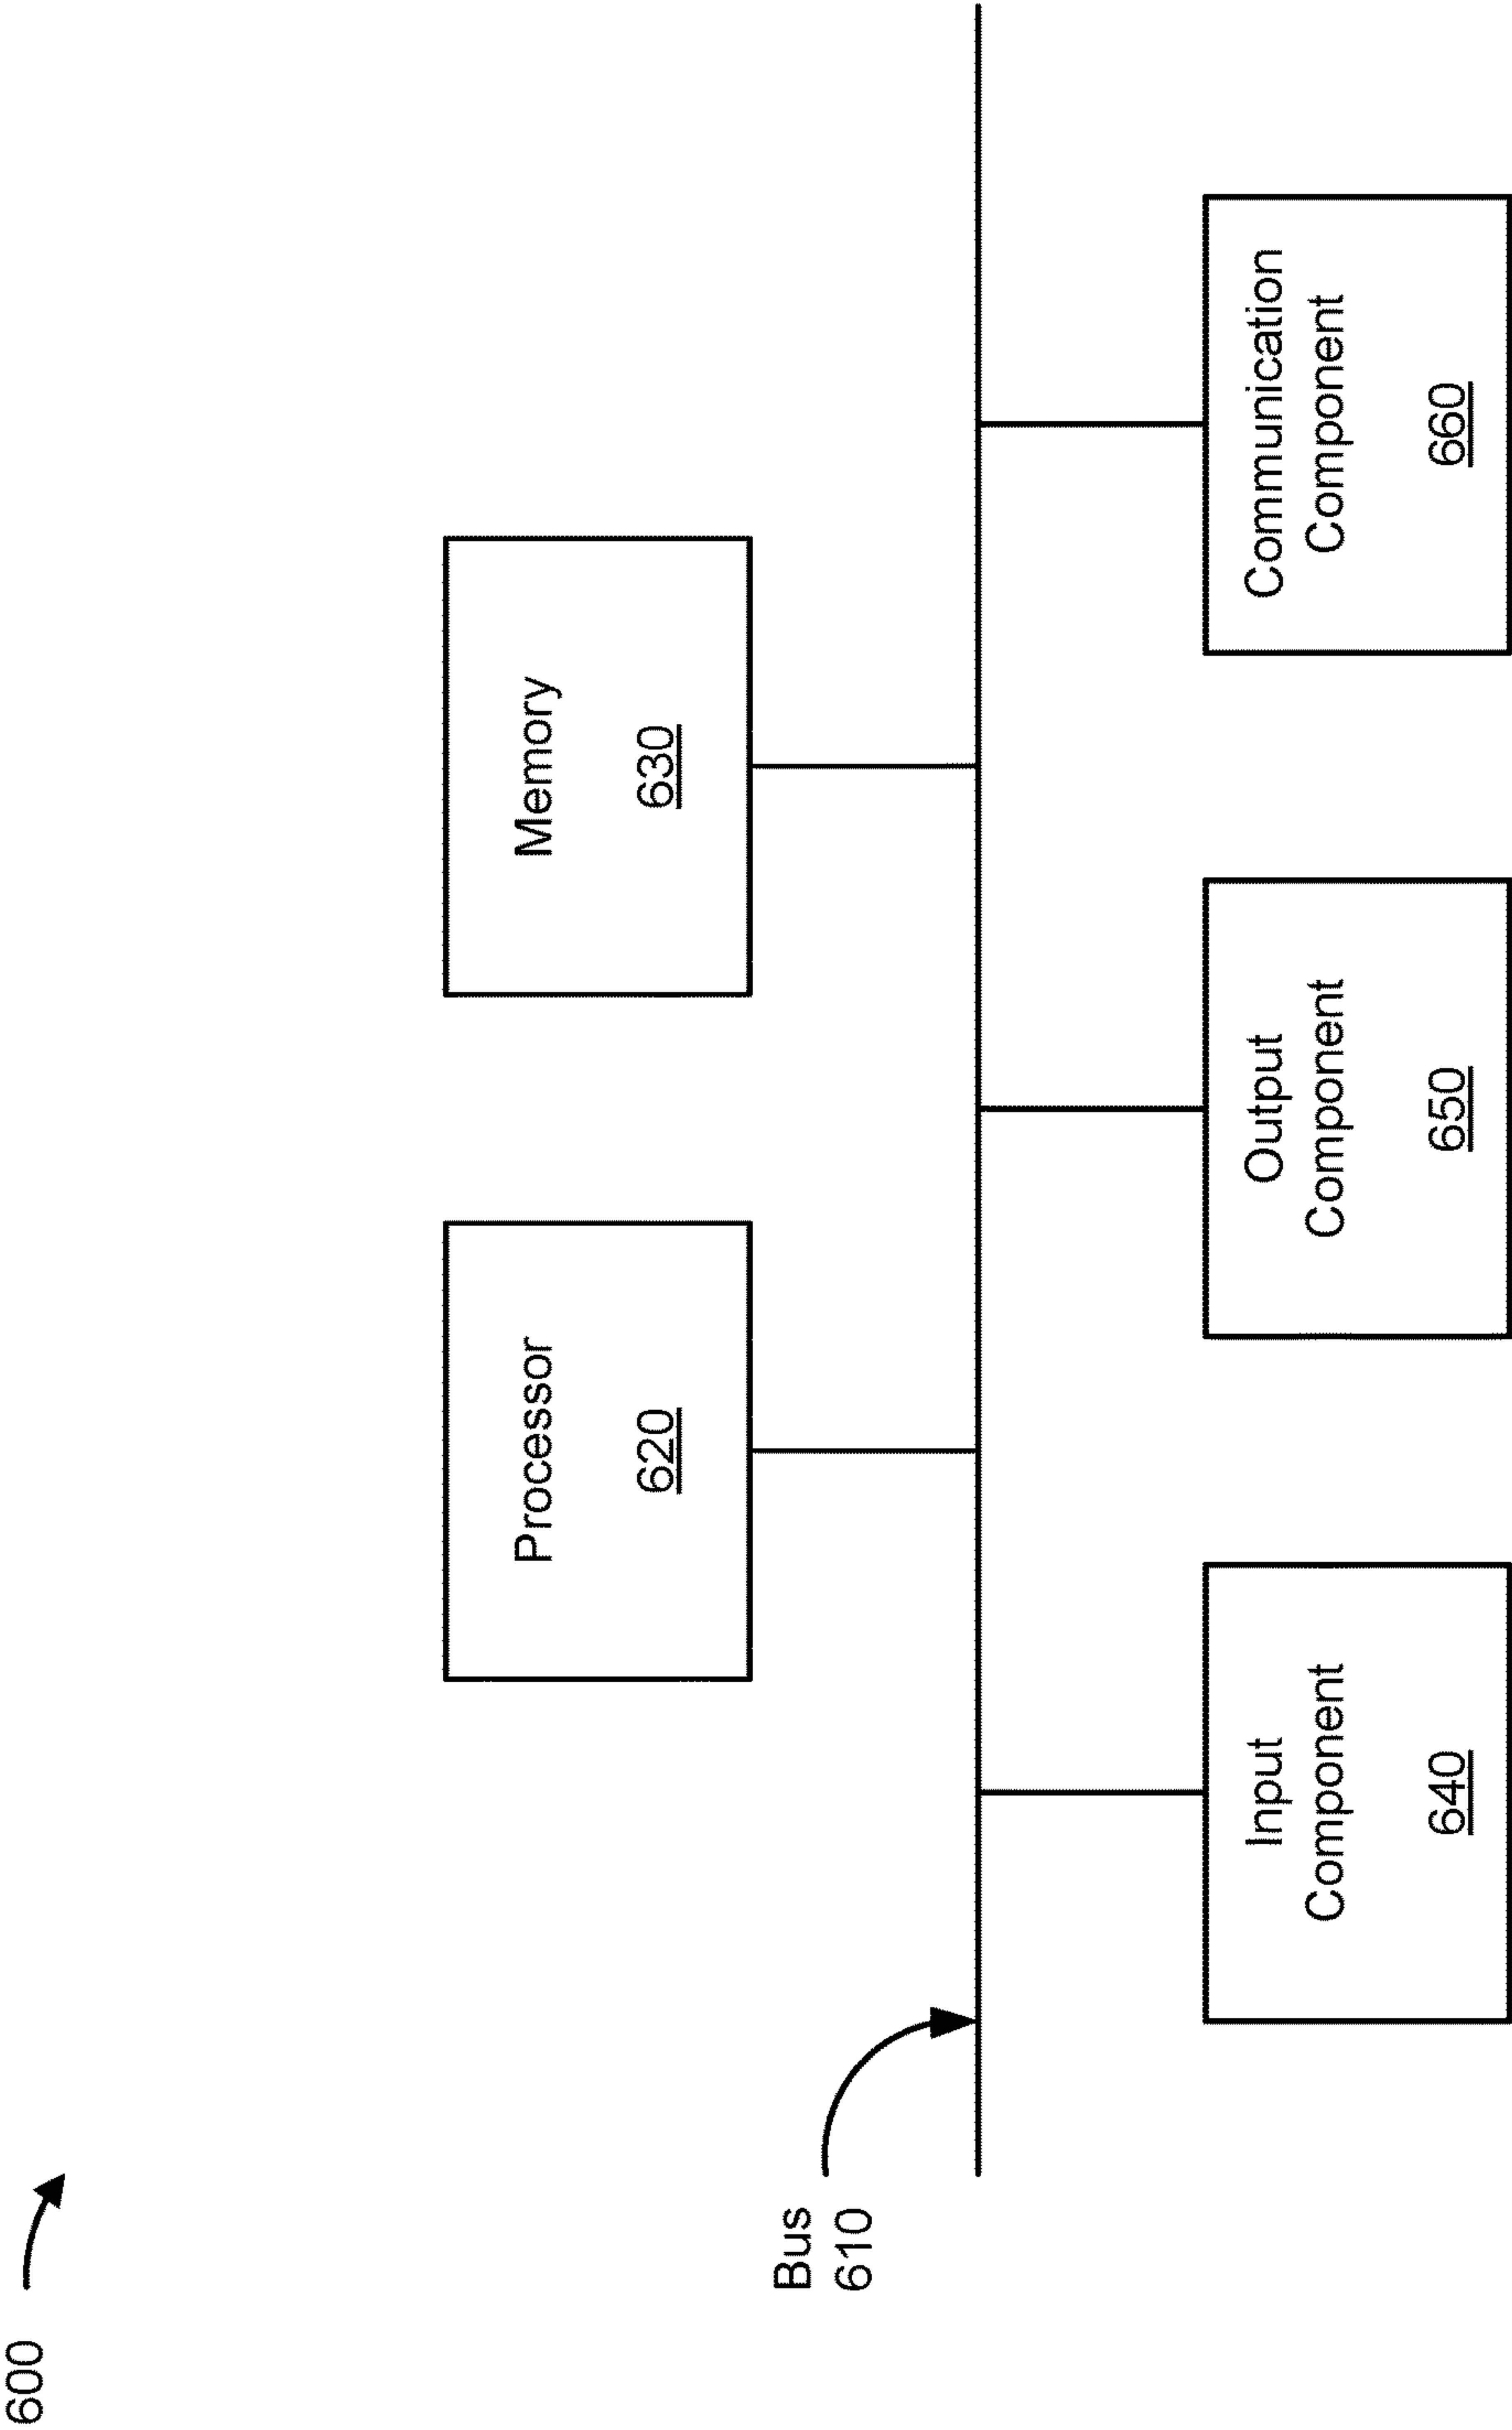 600
Processor
620
Memory
630
Bus
610
Input
Component
640
Output
Component
650
Communication
Component
660